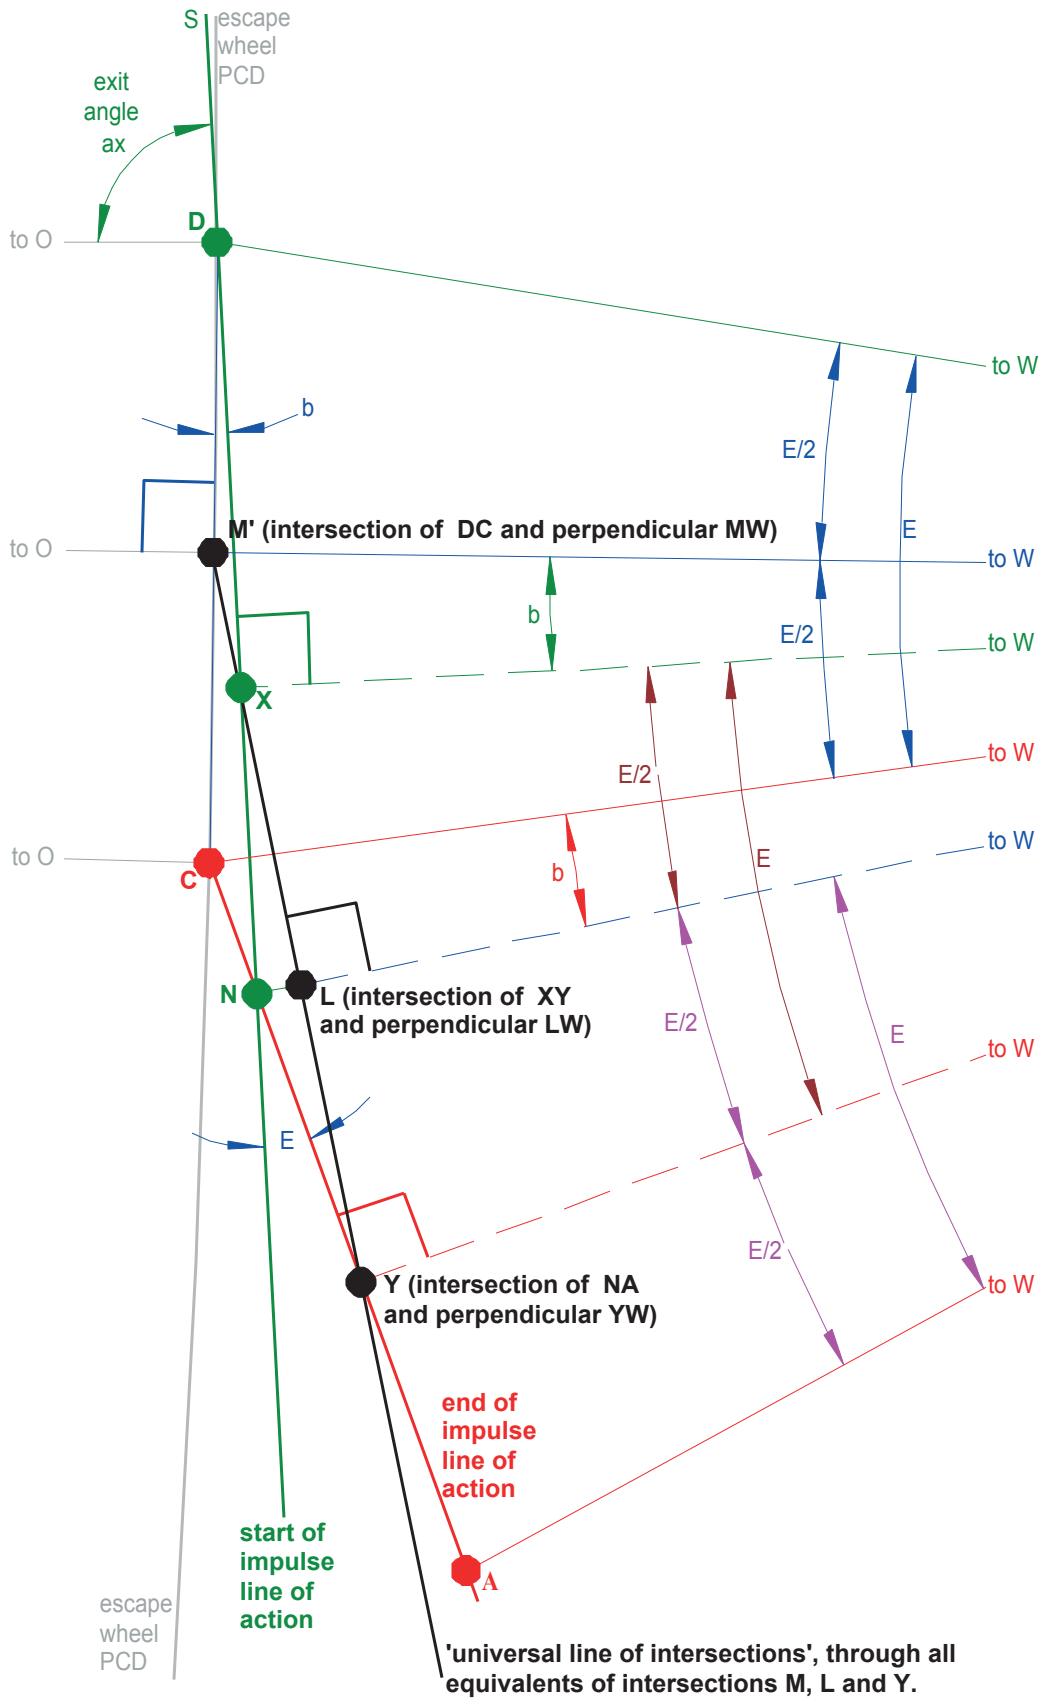 S
escape
wheel
PCD
exit
angle
ax
D
to O
to W
b
E/2
E
M' (intersection of DC and perpendicular MW)
to O
to W
b
E/2
to W
X
E/2
to W
E
to W
to O
C
b
N
L (intersection of XY
and perpendicular LW)
E/2
E
to W
E
E/2
Y (intersection of NA
and perpendicular YW)
to W
end of
impulse
line of
action
start of
impulse
line of
action
A
escape
wheel
PCD
'universal line of intersections', through all
equivalents of intersections M, L and Y.